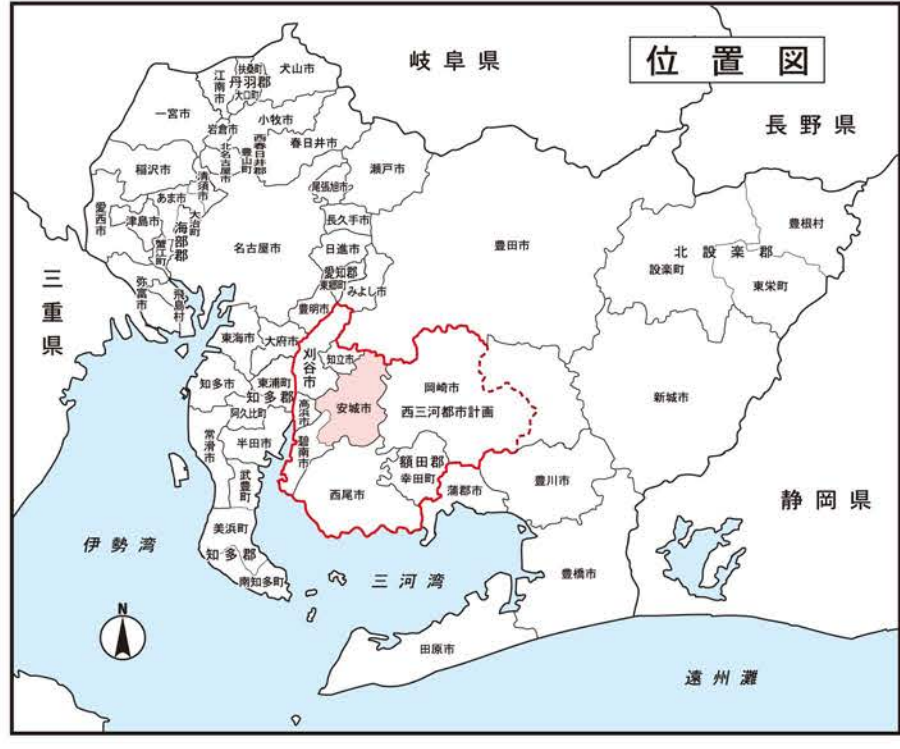 位置図
岐阜県
長野県
三重県
静岡県
犬山市
扶桑町
丹羽郡
大口町
江南市
一宮市
小牧市
岩倉市
西春日井郡
豊山町
北名古屋市
春日井市
瀬戸市
稲沢市
清須市
尾張旭市
あま市
愛西市
津島市
大治町
海部郡
蟹江町
名古屋市
長久手市
日進市
愛知郡
東郷町
みよし市
豊田市
豊根村
北設楽郡
設楽町
東栄町
弥富市
飛島村
豊明市
東海市
大府市
刈谷市
知立市
知多市
東浦町
知多郡
阿久比町
高浜市
安城市
岡崎市
西三河都市計画
新城市
半田市
碧南市
常滑市
武豊町
額田郡
幸田町
西尾市
蒲郡市
豊川市
美浜町
知多郡
南知多町
伊勢湾
三河湾
豊橋市
田原市
遠州灘
N